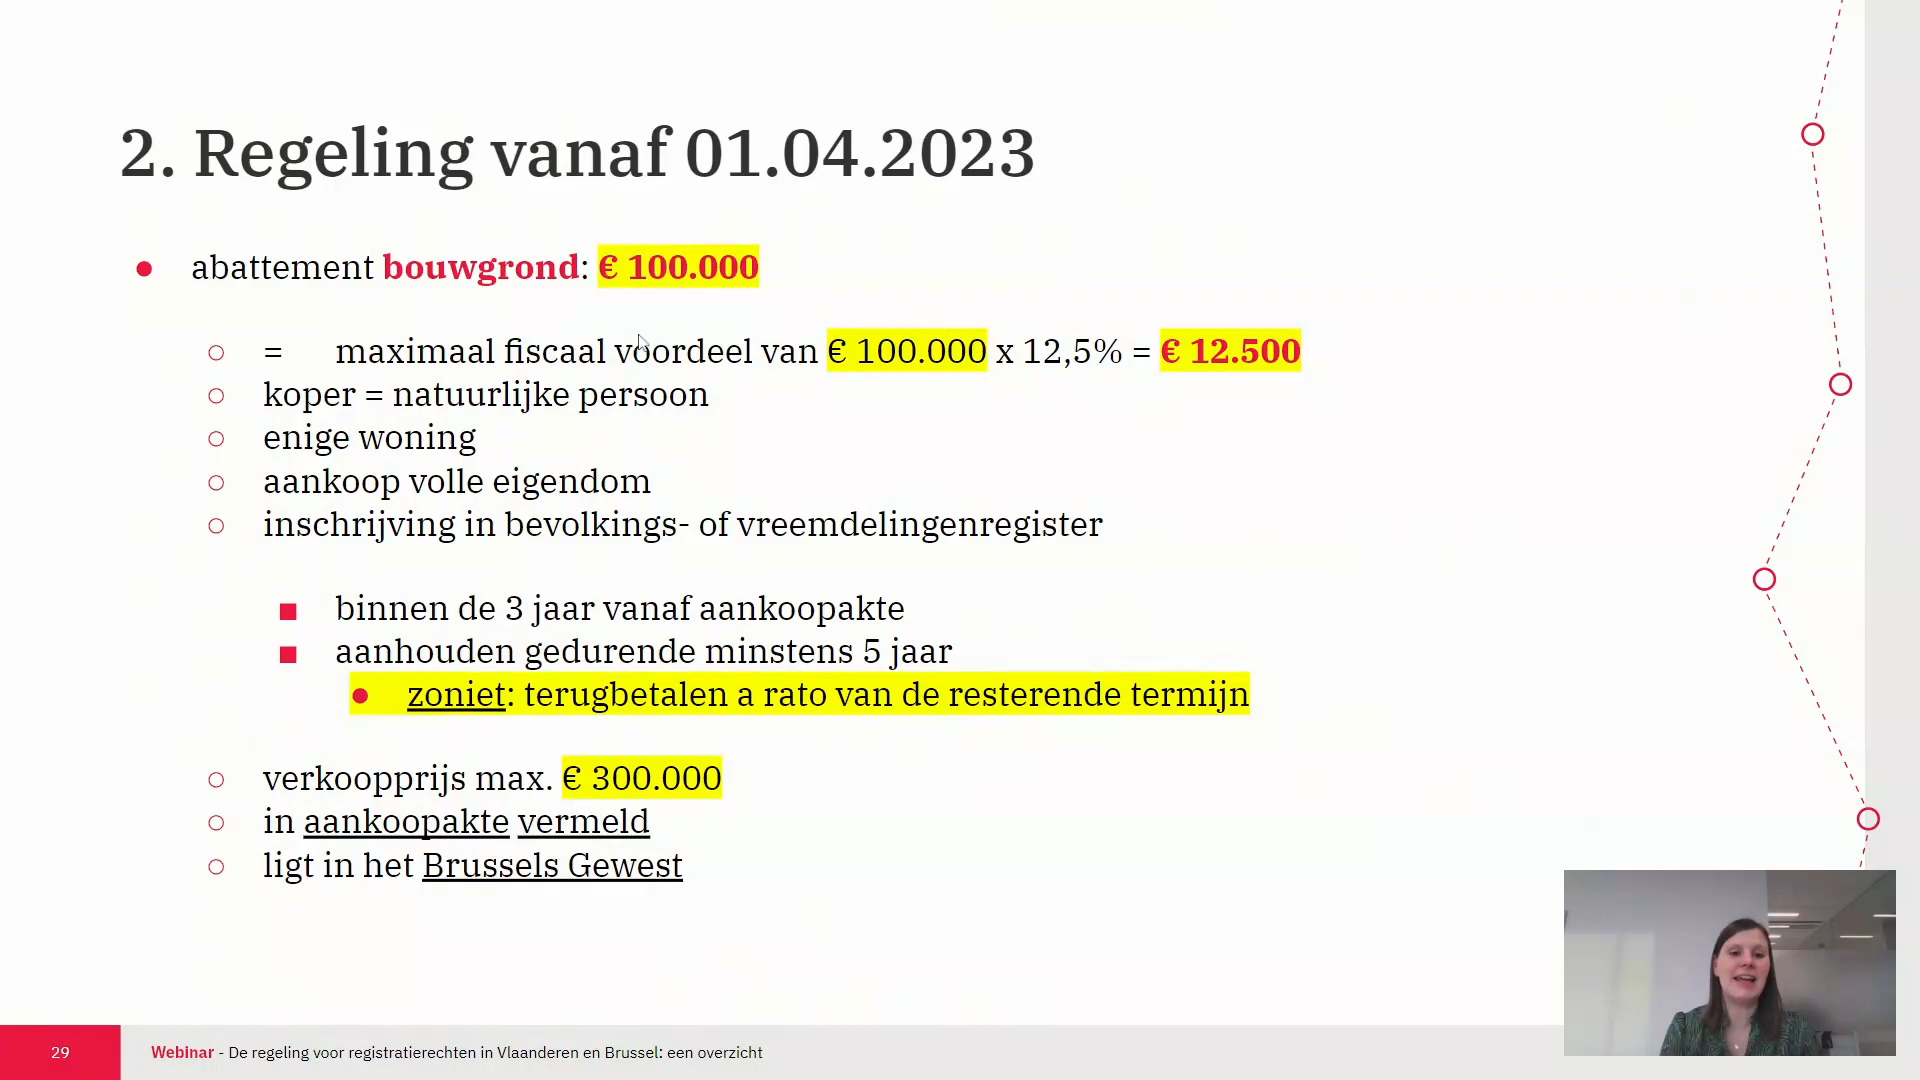 2. Regeling vanaf 01.04.2023
● abattement bouwgrond: € 100.000
○ = maximaal fiscaal voordeel van € 100.000 x 12,5% = € 12.500
○ koper = natuurlijke persoon
○ enige woning
○ aankoop volle eigendom
○ inschrijving in bevolkings- of vreemdelingenregister
■ binnen de 3 jaar vanaf aankoopakte
■ aanhouden gedurende minstens 5 jaar
● zoniet: terugbetalen a rato van de resterende termijn
○ verkoopprijs max. € 300.000
○ in aankoopakte vermeld
○ ligt in het Brussels Gewest
29 Webinar - De regeling voor registratierechten in Vlaanderen en Brussel: een overzicht